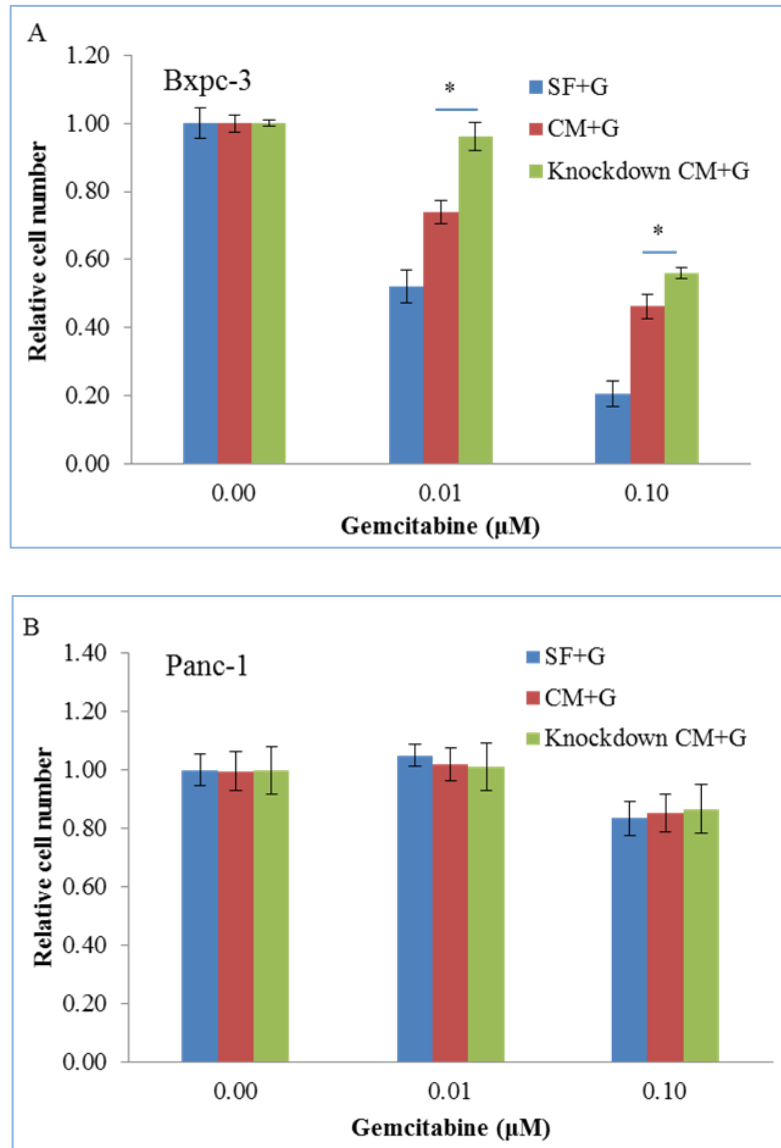 A
Bxpc-3
1.20
1.00
0.80
0.60
0.40
0.20
0.00
Relative cell number
*
*
SF+G
CM+G
Knockdown CM+G
0.00 0.01 0.10
Gemcitabine (μM)
B
Panc-1
1.40
1.20
1.00
0.80
0.60
0.40
0.20
0.00
Relative cell number
SF+G
CM+G
Knockdown CM+G
0.00 0.01 0.10
Gemcitabine (μM)